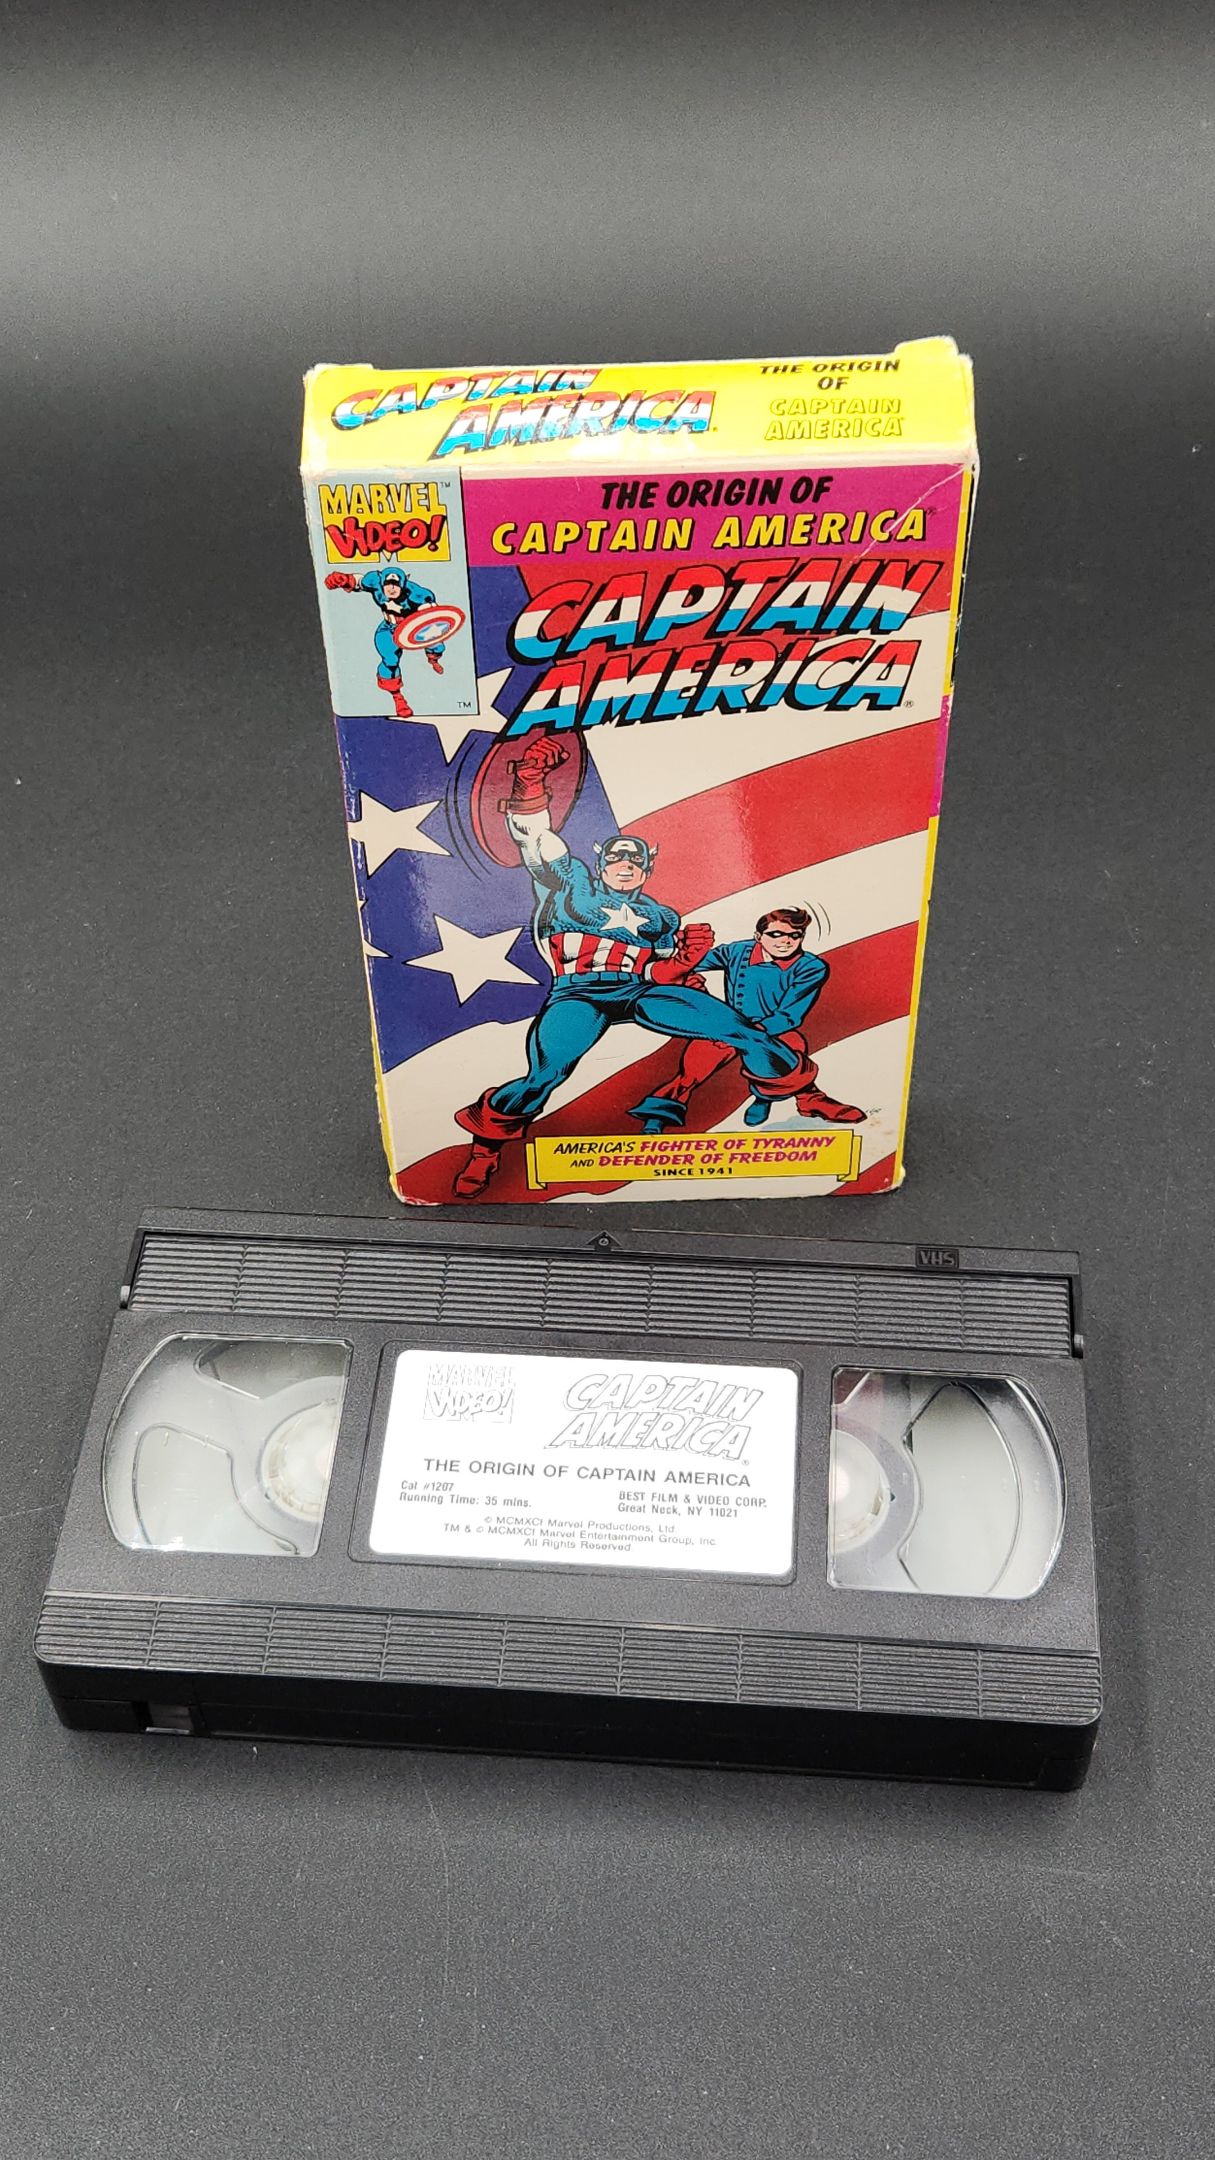 CAPTAIN
AMERICA
THE ORIGIN
OF
CAPTAIN
AMERICA
MARVEL™
VIDEO!
TM
THE ORIGIN OF
CAPTAIN AMERICA®
CAPTAIN
AMERICA®
AMERICA'S FIGHTER OF TYRANNY
AND DEFENDER OF FREEDOM
SINCE 1941
VHS
MARVEL
VIDEO!
CAPTAIN
AMERICA®
THE ORIGIN OF CAPTAIN AMERICA
Cat #1207
Running Time: 35 mins.
BEST FILM & VIDEO CORP.
Great Neck, NY 11021
© MCMXCI Marvel Productions, Ltd.
TM & © MCMXCI Marvel Entertainment Group, Inc.
All Rights Reserved